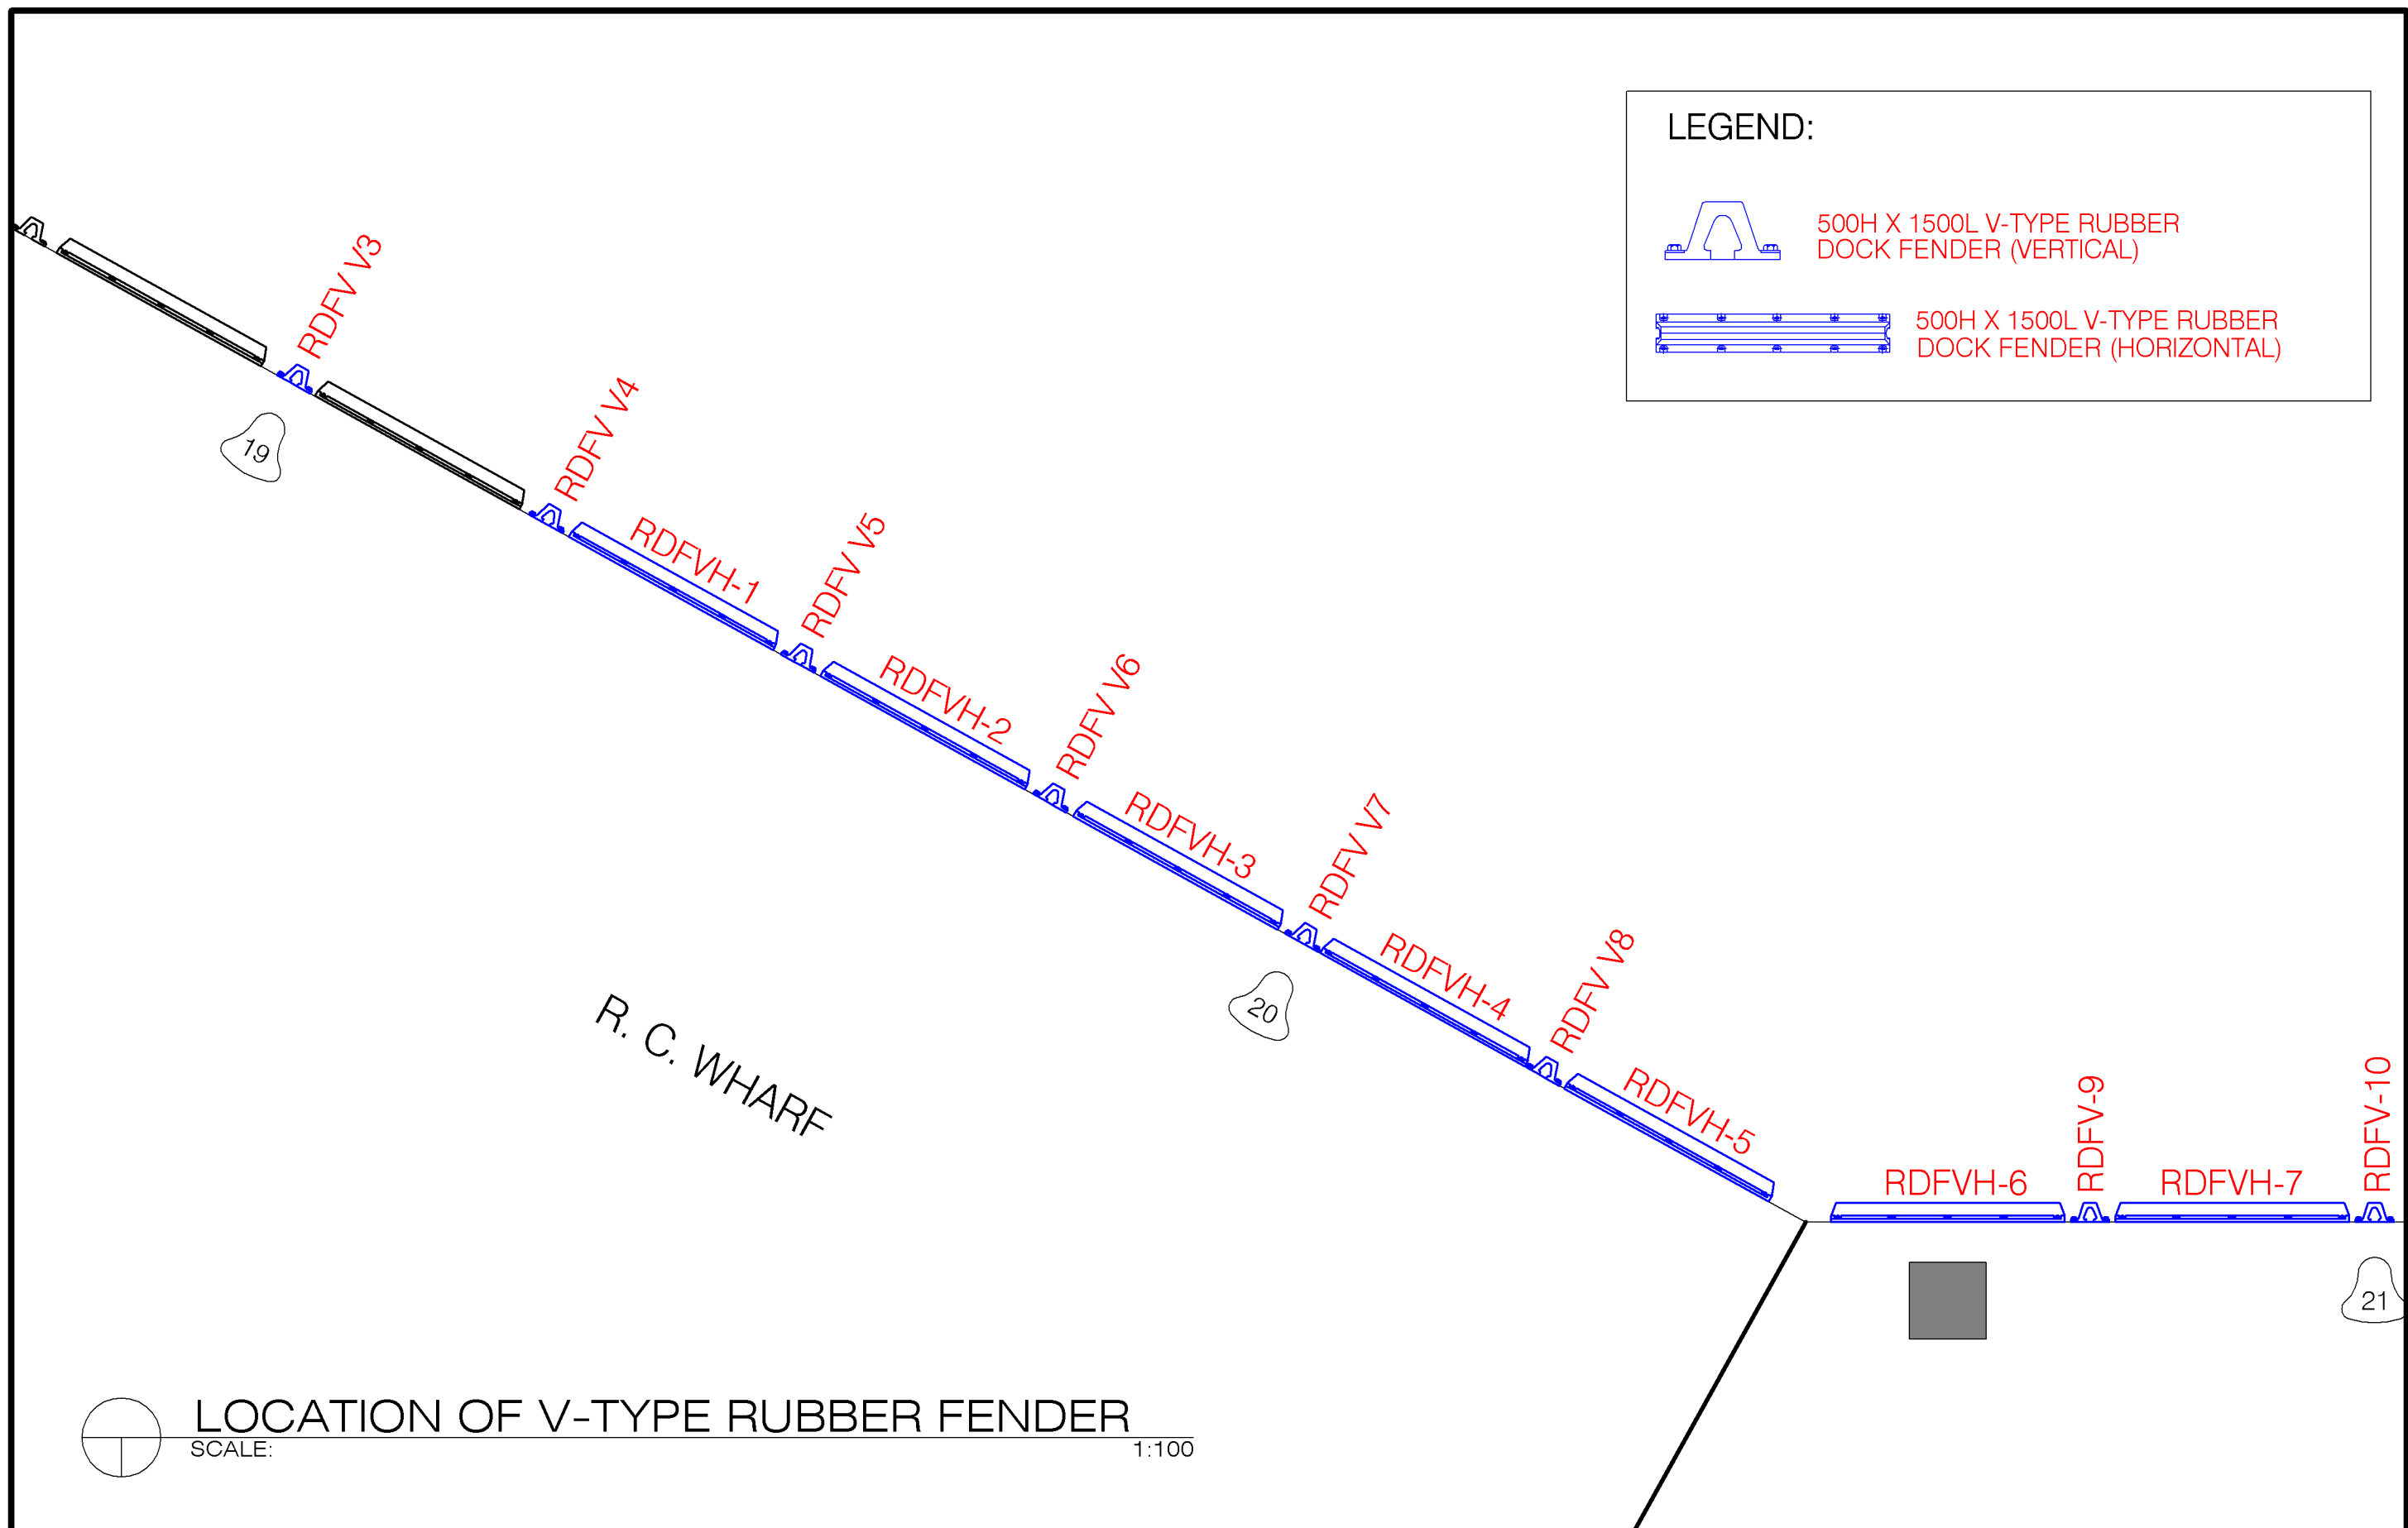 LEGEND:
500H X 1500L V-TYPE RUBBER
DOCK FENDER (VERTICAL)
500H X 1500L V-TYPE RUBBER
DOCK FENDER (HORIZONTAL)
RDFV V3
19
RDFV V4
RDFVH-1
RDFV V5
RDFVH-2
RDFV V6
RDFVH-3
RDFV V7
20
RDFVH-4
RDFV V8
RDFVH-5
R. C. WHARF
RDFVH-6
RDFV-9
RDFVH-7
RDFV-10
21
LOCATION OF V-TYPE RUBBER FENDER
SCALE: 1:100